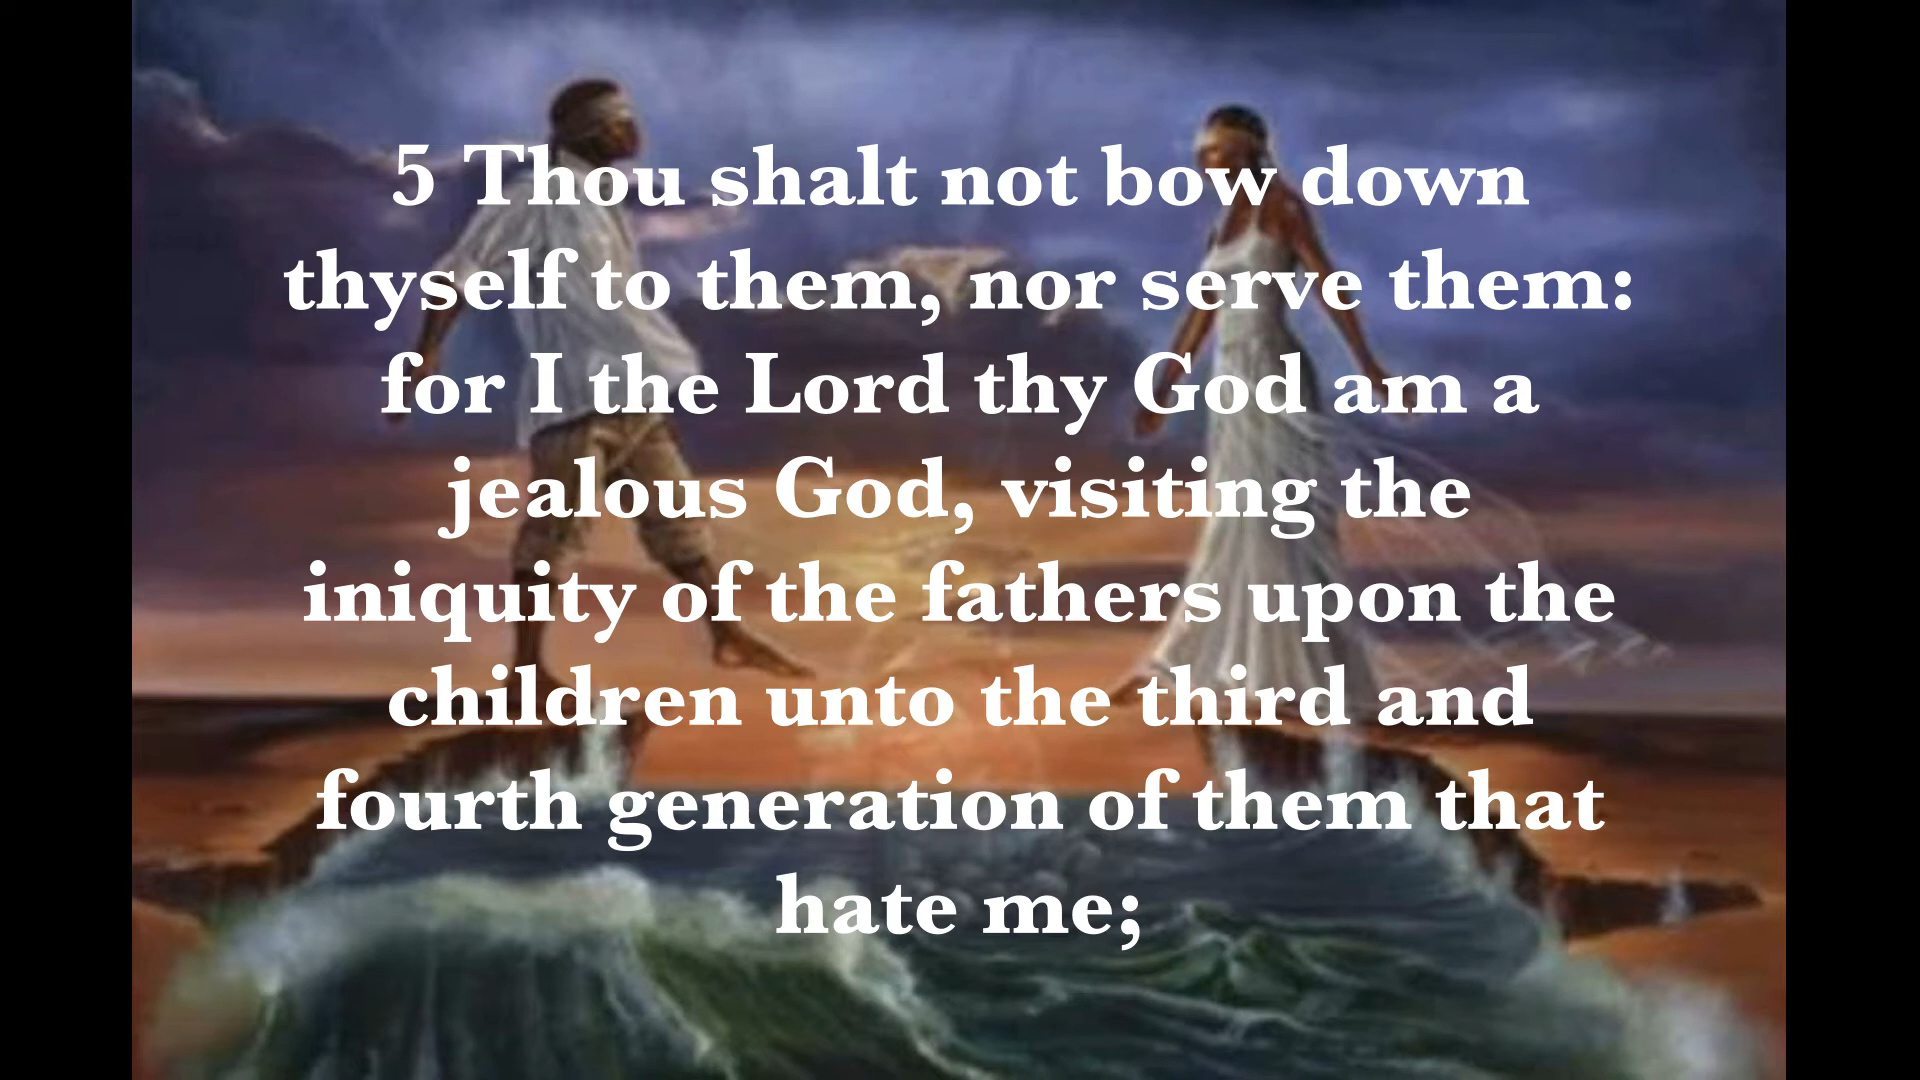 5 Thou shalt not bow down
thyself to them, nor serve them:
for I the Lord thy God am a
jealous God, visiting the
iniquity of the fathers upon the
children unto the third and
fourth generation of them that
hate me;